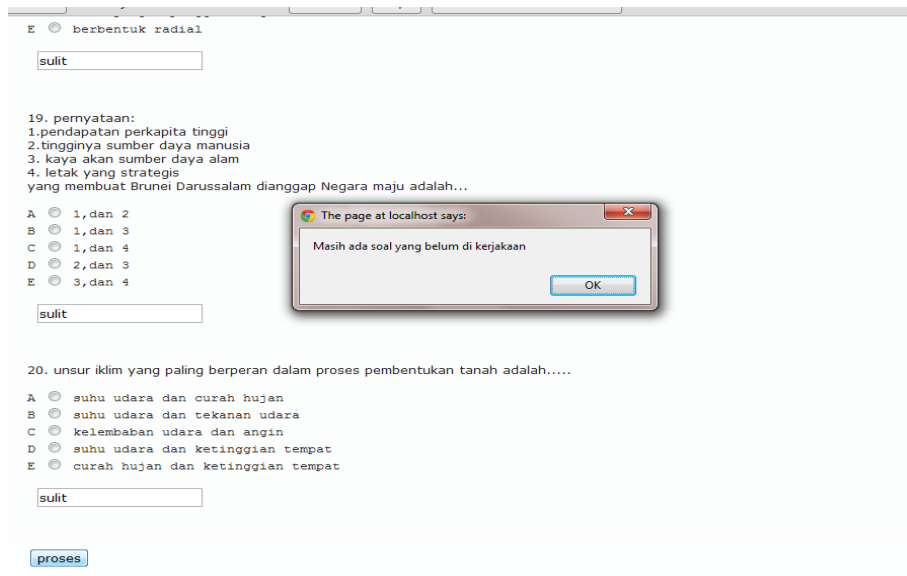 E berbentuk radial
sulit
19. pernyataan:
1.pendapatan perkapita tinggi
2.tingginya sumber daya manusia
3. kaya akan sumber daya alam
4. letak yang strategis
yang membuat Brunei Darussalam dianggap Negara maju adalah...
A 1,dan 2
B 1,dan 3
C 1,dan 4
D 2,dan 3
E 3,dan 4
sulit
The page at localhost says:
Masih ada soal yang belum di kerjakaan
OK
20. unsur iklim yang paling berperan dalam proses pembentukan tanah adalah.....
A suhu udara dan curah hujan
B suhu udara dan tekanan udara
C kelembaban udara dan angin
D suhu udara dan ketinggian tempat
E curah hujan dan ketinggian tempat
sulit
proses